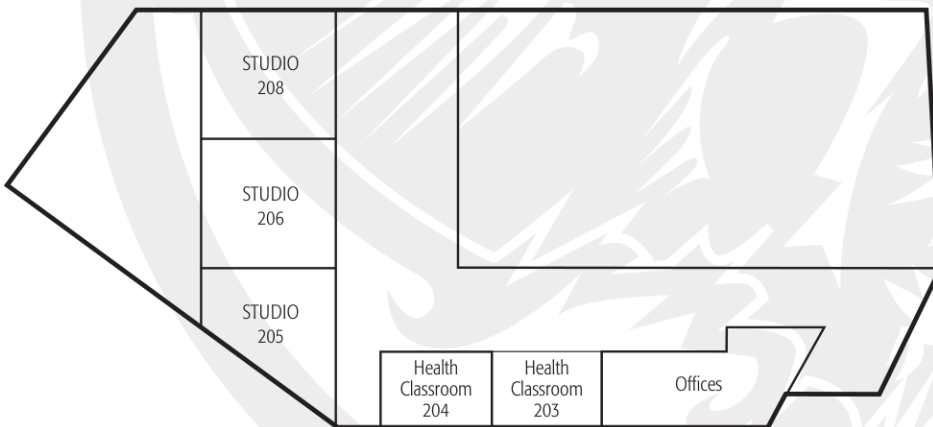 STUDIO
208
STUDIO
206
STUDIO
205
Health
Classroom
204
Health
Classroom
203
Offices